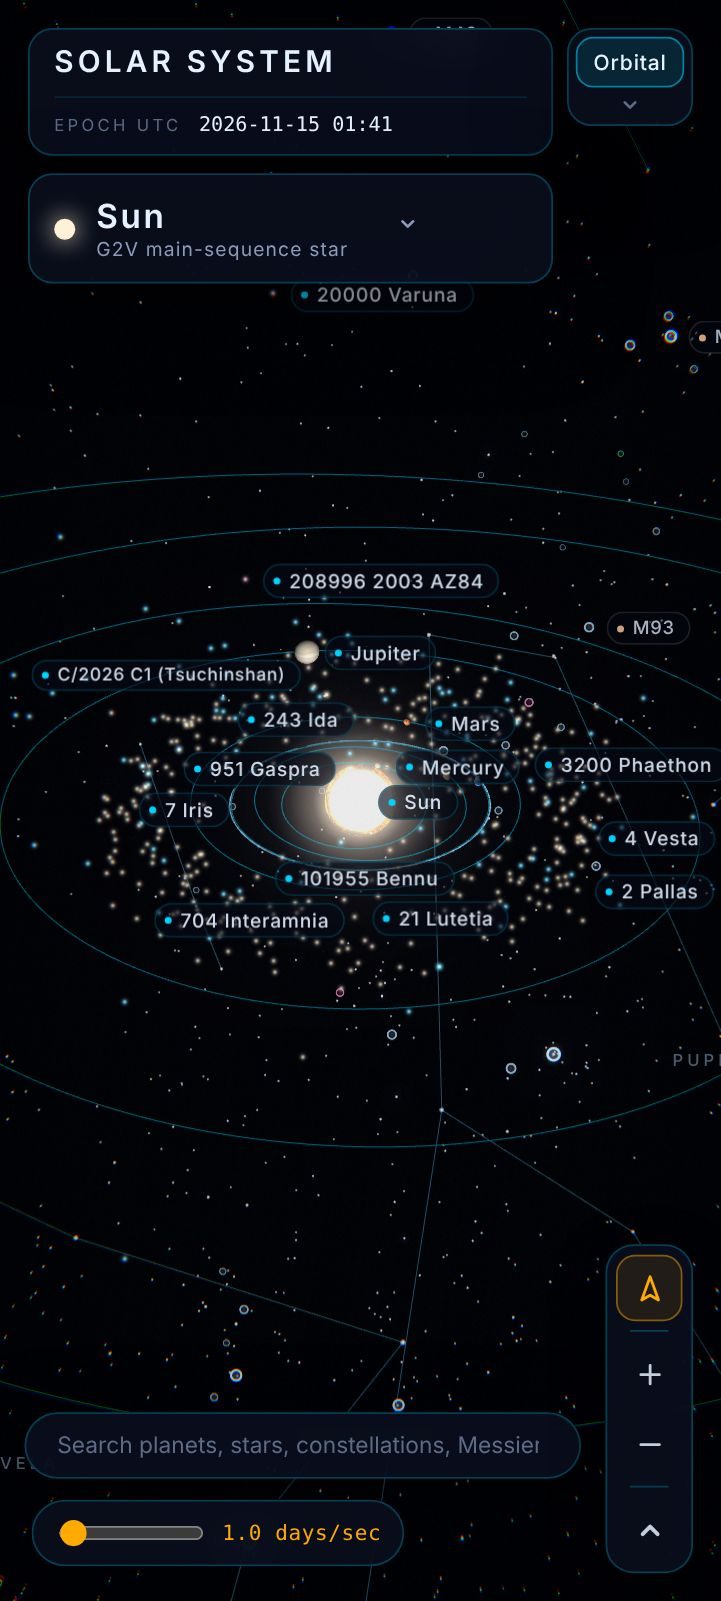 SOLAR SYSTEM
Orbital
EPOCH UTC 2026-11-15 01:41
Sun
G2V main-sequence star
20000 Varuna
208996 2003 AZ84
M93
Jupiter
C/2026 C1 (Tsuchinshan)
243 Ida
Mars
951 Gaspra
Mercury
3200 Phaethon
Sun
7 Iris
4 Vesta
101955 Bennu
2 Pallas
704 Interamnia
21 Lutetia
PUP
Search planets, stars, constellations, Messier
VELA
1.0 days/sec